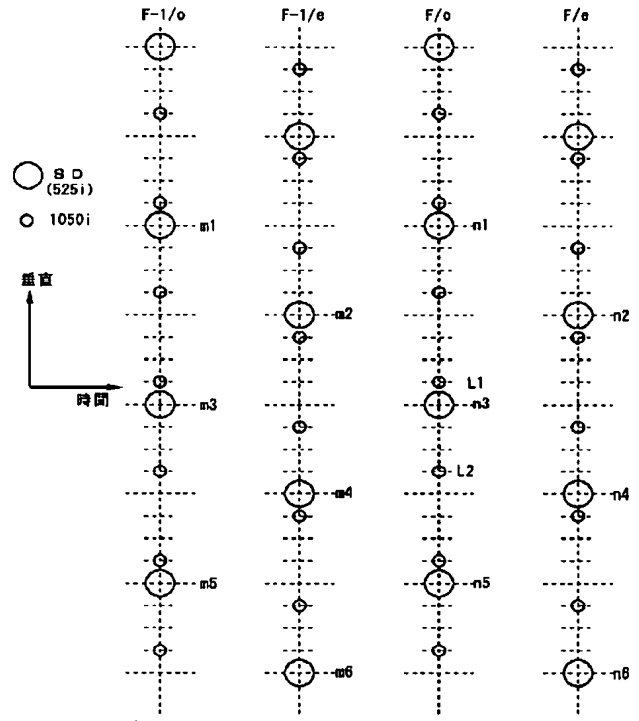 F-1/o F-1/e F/o F/e
SD
(525i)
1050i
垂直
時間
m1
n1
m2
n2
L1
m3
n3
L2
m4
n4
m5
n5
m6
n6